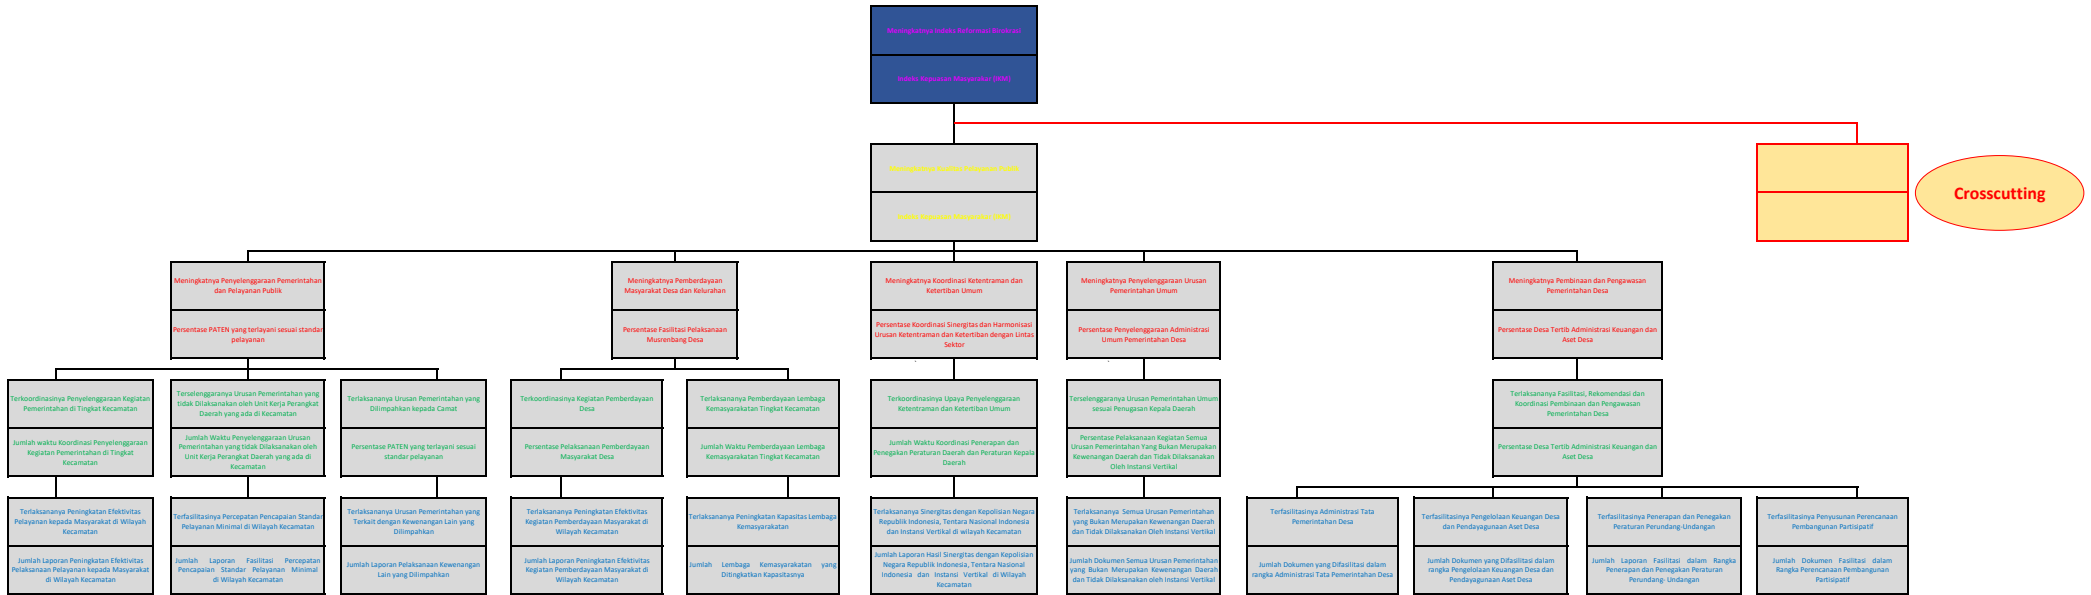 Meningkatnya Indeks Reformasi Birokrasi
Indeks Kepuasan Masyarakat (IKM)
Meningkatnya Kualitas Pelayanan Publik
Indeks Kepuasan Masyarakat (IKM)
Crosscutting
Meningkatnya Penyelenggaraan Pemerintahan
dan Pelayanan Publik
Persentase PATEN yang terlayani sesuai standar
pelayanan
Meningkatnya Pemberdayaan
Masyarakat Desa dan Kelurahan
Persentase Fasilitasi Pelaksanaan
Musrenbang Desa
Meningkatnya Koordinasi Ketentraman dan
Ketertiban Umum
Persentase Koordinasi Sinergitas dan Harmonisasi
Urusan Ketentraman dan Ketertiban dengan Lintas
Sektor
Meningkatnya Penyelenggaraan Urusan
Pemerintahan Umum
Persentase Penyelenggaraan Administrasi
Umum Pemerintahan Desa
Meningkatnya Pembinaan dan Pengawasan
Pemerintahan Desa
Persentase Desa Tertib Administrasi Keuangan dan
Aset Desa
Terkoordinasinya Penyelenggaraan Kegiatan
Pemerintahan di Tingkat Kecamatan
Jumlah waktu Koordinasi Penyelenggaraan
Kegiatan Pemerintahan di Tingkat
Kecamatan
Terselenggaranya Urusan Pemerintahan yang
tidak Dilaksanakan oleh Unit Kerja Perangkat
Daerah yang ada di Kecamatan
Jumlah Waktu Penyelenggaraan Urusan
Pemerintahan yang tidak Dilaksanakan oleh
Unit Kerja Perangkat Daerah yang ada di
Kecamatan
Terlaksananya Urusan Pemerintahan yang
Dilimpahkan kepada Camat
Persentase PATEN yang terlayani sesuai
standar pelayanan
Terkoordinasinya Kegiatan Pemberdayaan
Desa
Persentase Pelaksanaan Pemberdayaan
Masyarakat Desa
Terlaksananya Pemberdayaan Lembaga
Kemasyarakatan Tingkat Kecamatan
Jumlah Waktu Pemberdayaan Lembaga
Kemasyarakatan Tingkat Kecamatan
Terkoordinasinya Upaya Penyelenggaraan
Ketentraman dan Ketertiban Umum
Jumlah Waktu Koordinasi Penerapan dan
Penegakan Peraturan Daerah dan Peraturan Kepala
Daerah
Terselenggaranya Urusan Pemerintahan Umum
sesuai Penugasan Kepala Daerah
Persentase Pelaksanaan Kegiatan Semua
Urusan Pemerintahan Yang Bukan Merupakan
Kewenangan Daerah dan Tidak Dilaksanakan
Oleh Instansi Vertikal
Terlaksananya Fasilitasi, Rekomendasi dan
Koordinasi Pembinaan dan Pengawasan
Pemerintahan Desa
Persentase Desa Tertib Administrasi Keuangan dan
Aset Desa
Terlaksananya Peningkatan Efektivitas
Pelayanan kepada Masyarakat di Wilayah
Kecamatan
Jumlah Laporan Peningkatan Efektivitas
Pelaksanaan Pelayanan kepada Masyarakat
di Wilayah Kecamatan
Terfasilitasinya Percepatan Pencapaian Standar
Pelayanan Minimal di Wilayah Kecamatan
Jumlah Laporan Fasilitasi Percepatan
Pencapaian Standar Pelayanan Minimal
di Wilayah Kecamatan
Terlaksananya Urusan Pemerintahan yang
Terkait dengan Kewenangan Lain yang
Dilimpahkan
Jumlah Laporan Pelaksanaan Kewenangan
Lain yang Dilimpahkan
Terlaksananya Peningkatan Efektivitas
Kegiatan Pemberdayaan Masyarakat di
Wilayah Kecamatan
Jumlah Laporan Peningkatan Efektivitas
Kegiatan Pemberdayaan Masyarakat di
Wilayah Kecamatan
Terlaksananya Peningkatan Kapasitas Lembaga
Kemasyarakatan
Jumlah Lembaga Kemasyarakatan yang
Ditingkatkan Kapasitasnya
Terlaksananya Sinergitas dengan Kepolisian Negara
Republik Indonesia, Tentara Nasional Indonesia
dan Instansi Vertikal di wilayah Kecamatan
Jumlah Laporan Hasil Sinergitas dengan Kepolisian
Negara Republik Indonesia, Tentara Nasional
Indonesia dan Instansi Vertikal di Wilayah
Kecamatan
Terlaksananya Semua Urusan Pemerintahan
yang Bukan Merupakan Kewenangan Daerah
dan Tidak Dilaksanakan Oleh Instansi Vertikal
Jumlah Dokumen Semua Urusan Pemerintahan
yang Bukan Merupakan Kewenangan Daerah
dan Tidak Dilaksanakan oleh Instansi Vertikal
Terfasilitasinya Administrasi Tata
Pemerintahan Desa
Jumlah Dokumen yang Difasilitasi dalam
rangka Administrasi Tata Pemerintahan Desa
Terfasilitasinya Pengelolaan Keuangan Desa
dan Pendayagunaan Aset Desa
Jumlah Dokumen yang Difasilitasi dalam
rangka Pengelolaan Keuangan Desa dan
Pendayagunaan Aset Desa
Terfasilitasinya Penerapan dan Penegakan
Peraturan Perundang-Undangan
Jumlah Laporan Fasilitasi dalam Rangka
Penerapan dan Penegakan Peraturan
Perundang- Undangan
Terfasilitasinya Penyusunan Perencanaan
Pembangunan Partisipatif
Jumlah Dokumen Fasilitasi dalam
Rangka Perencanaan Pembangunan
Partisipatif